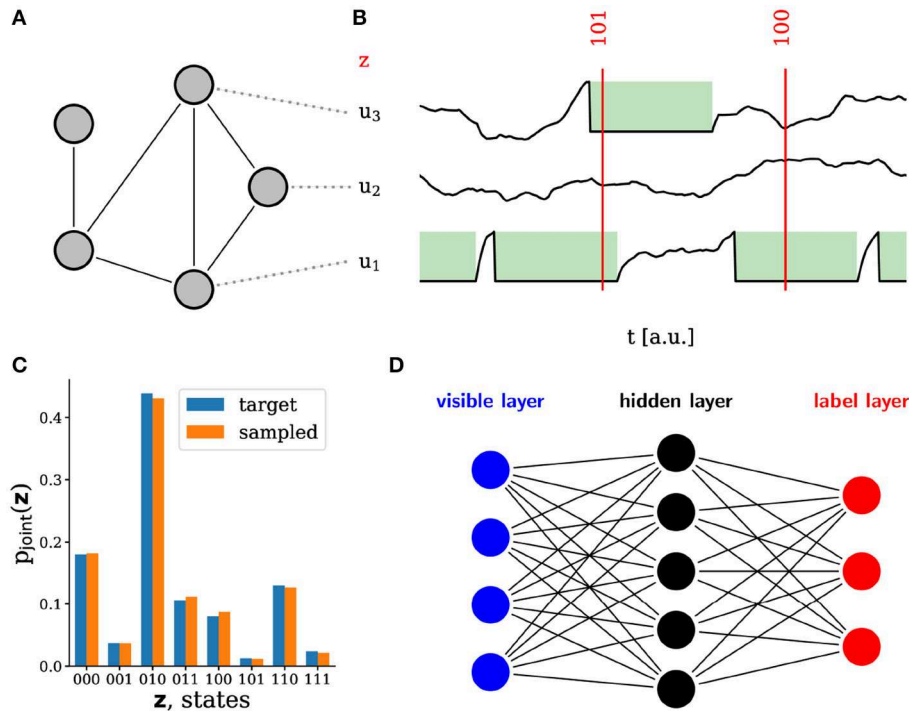 A
z
u3
u2
u1
B
101
100
t [a.u.]
C
target
sampled
0.4
0.3
0.2
0.1
0.0
pjoint(z)
000 001 010 011 100 101 110 111
z, states
D
visible layer hidden layer label layer